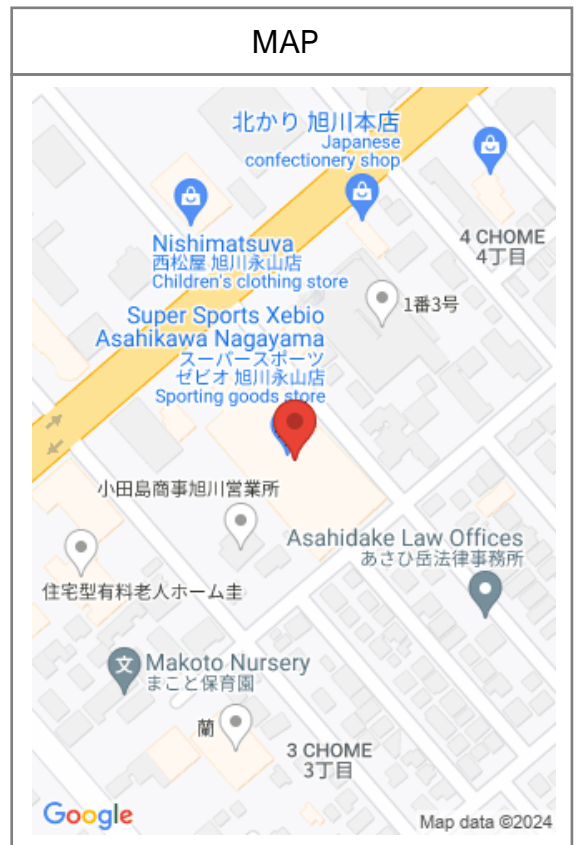 MAP
北かり 旭川本店
Japanese
confectionery shop
4 CHOME
4丁目
Nishimatsuya
西松屋 旭川永山店
Children's clothing store
1番3号
Super Sports Xebio
Asahikawa Nagayama
スーパースポーツ
ゼビオ 旭川永山店
Sporting goods store
小田島商事旭川営業所
Asahidake Law Offices
あさひ岳法律事務所
住宅型有料老人ホーム圭
文
Makoto Nursery
まこと保育園
蘭
3 CHOME
3丁目
Google
Map data ©2024